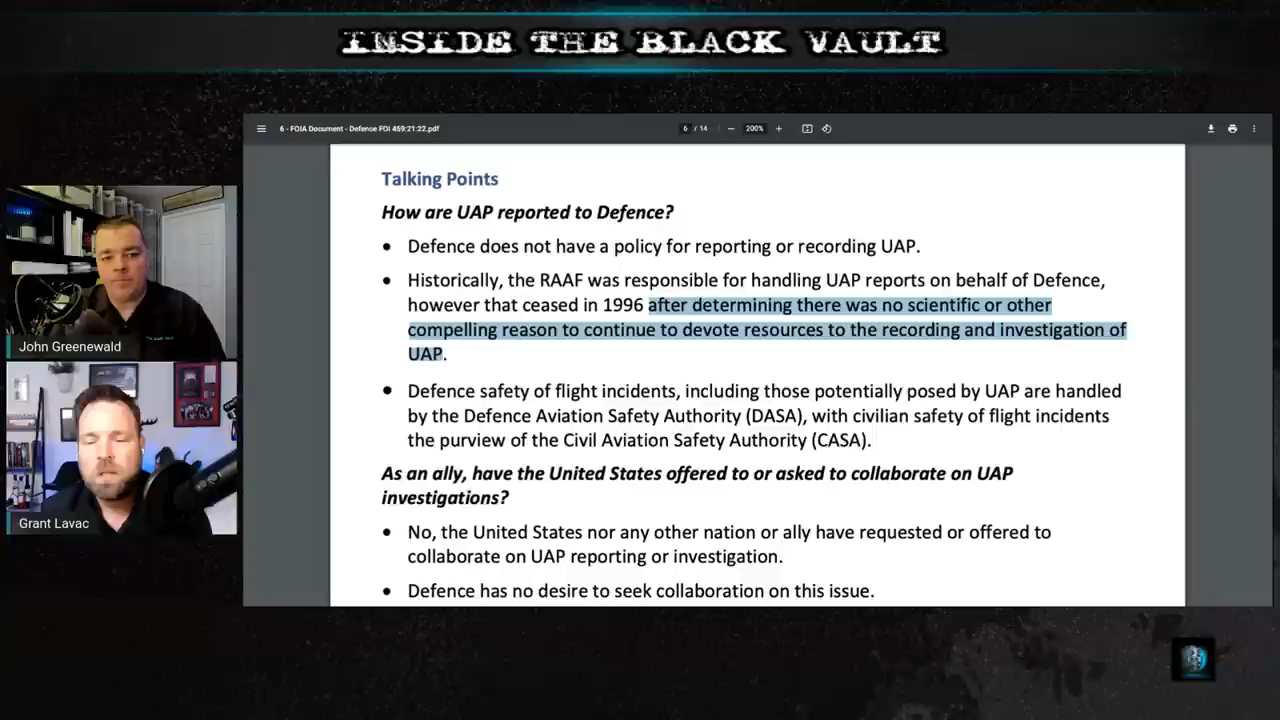 INSIDE THE BLACK VAULT
6 - FOIA Document - Defence FOI 459:21:22.pdf
6 / 14
200%
Talking Points
How are UAP reported to Defence?
• Defence does not have a policy for reporting or recording UAP.
• Historically, the RAAF was responsible for handling UAP reports on behalf of Defence,
however that ceased in 1996 after determining there was no scientific or other
compelling reason to continue to devote resources to the recording and investigation of
UAP.
• Defence safety of flight incidents, including those potentially posed by UAP are handled
by the Defence Aviation Safety Authority (DASA), with civilian safety of flight incidents
the purview of the Civil Aviation Safety Authority (CASA).
As an ally, have the United States offered to or asked to collaborate on UAP
investigations?
• No, the United States nor any other nation or ally have requested or offered to
collaborate on UAP reporting or investigation.
• Defence has no desire to seek collaboration on this issue.
John Greenewald
Grant Lavac